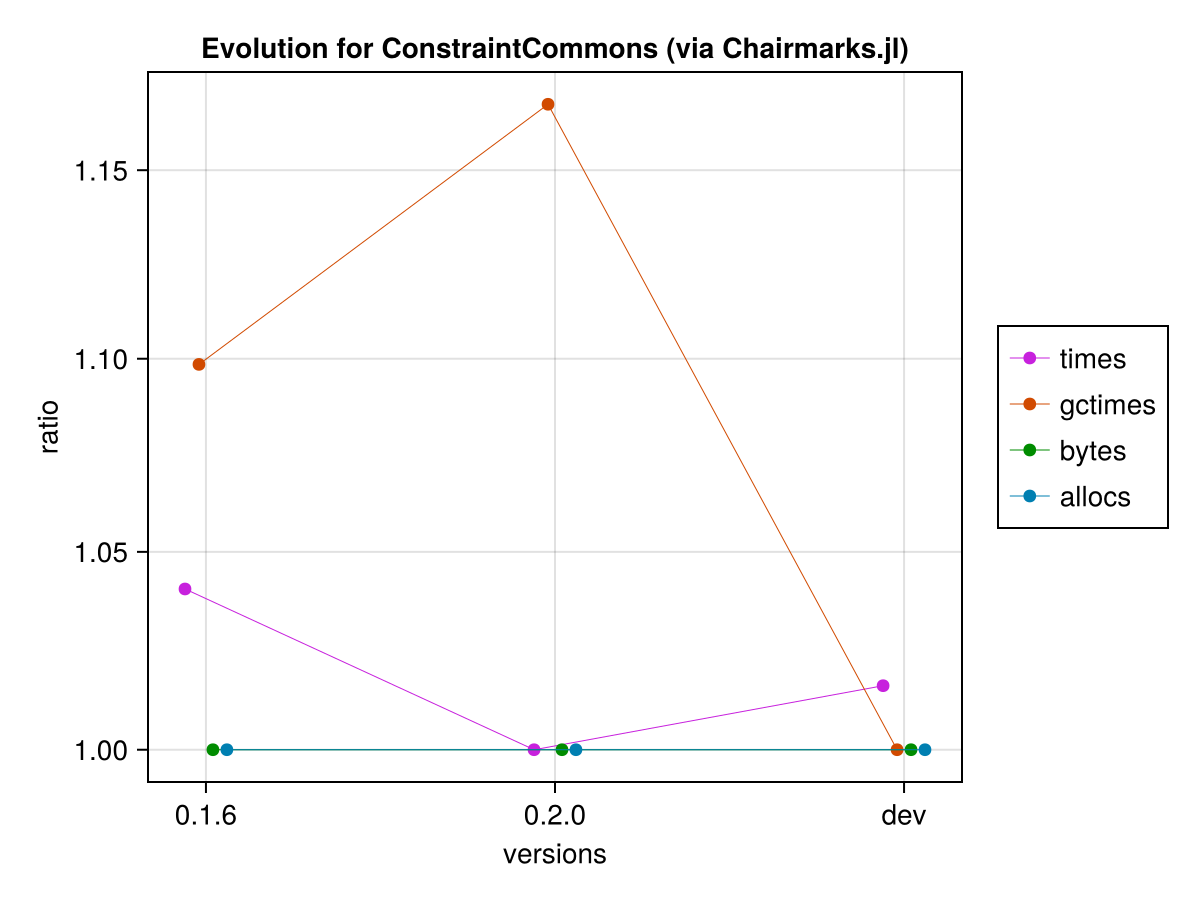 Evolution for ConstraintCommons (via Chairmarks.jl)
1.15
1.10
1.05
1.00
ratio
0.1.6
0.2.0
dev
versions
times
gctimes
bytes
allocs